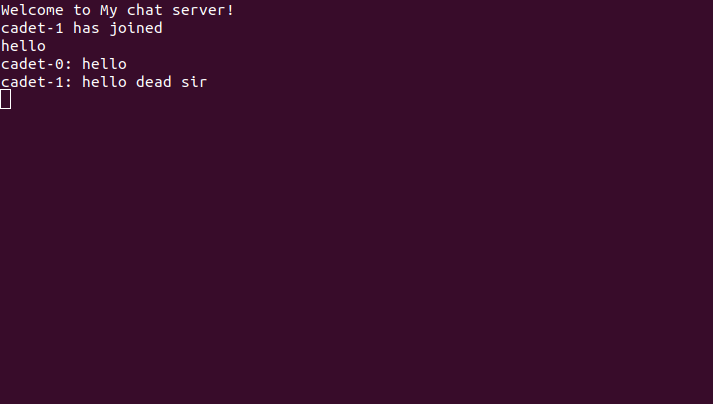 Welcome to My chat server!
cadet-1 has joined
hello
cadet-0: hello
cadet-1: hello dead sir